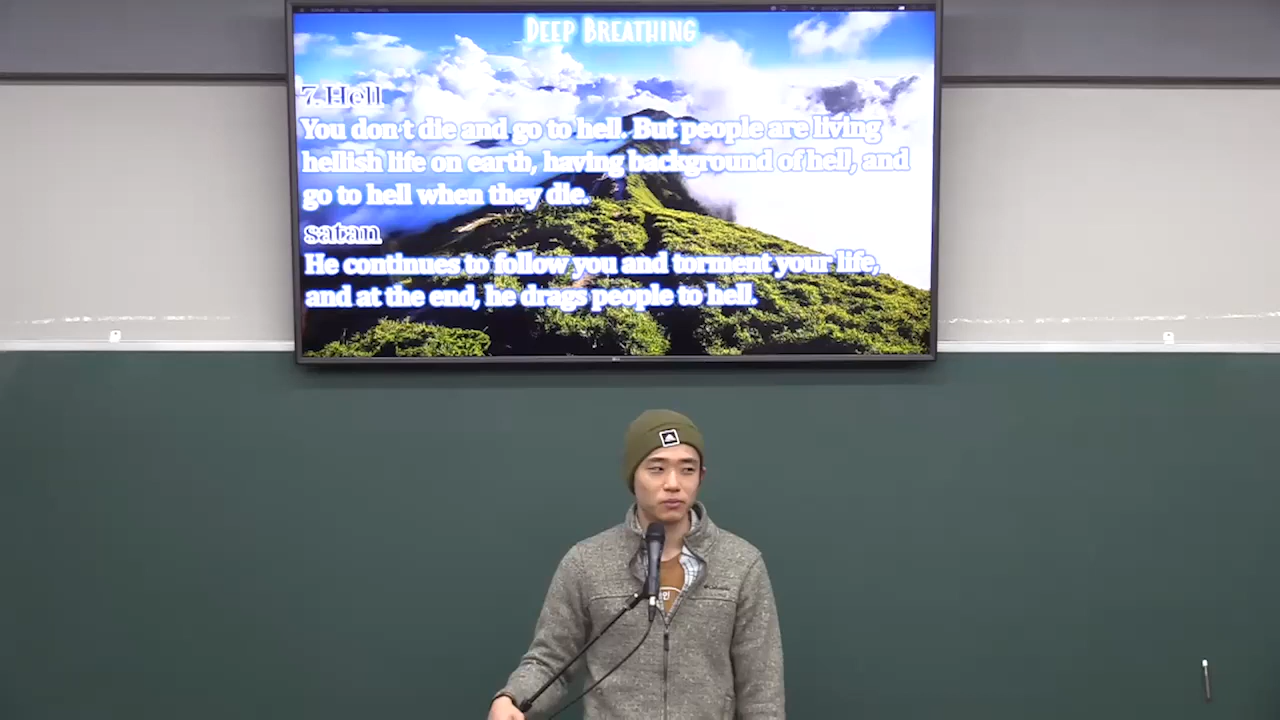 DEEP BREATHING
7. Hell
You don't die and go to hell. But people are living
hellish life on earth, having background of hell, and
go to hell when they die.
satan
He continues to follow you and torment your life,
and at the end, he drags people to hell.